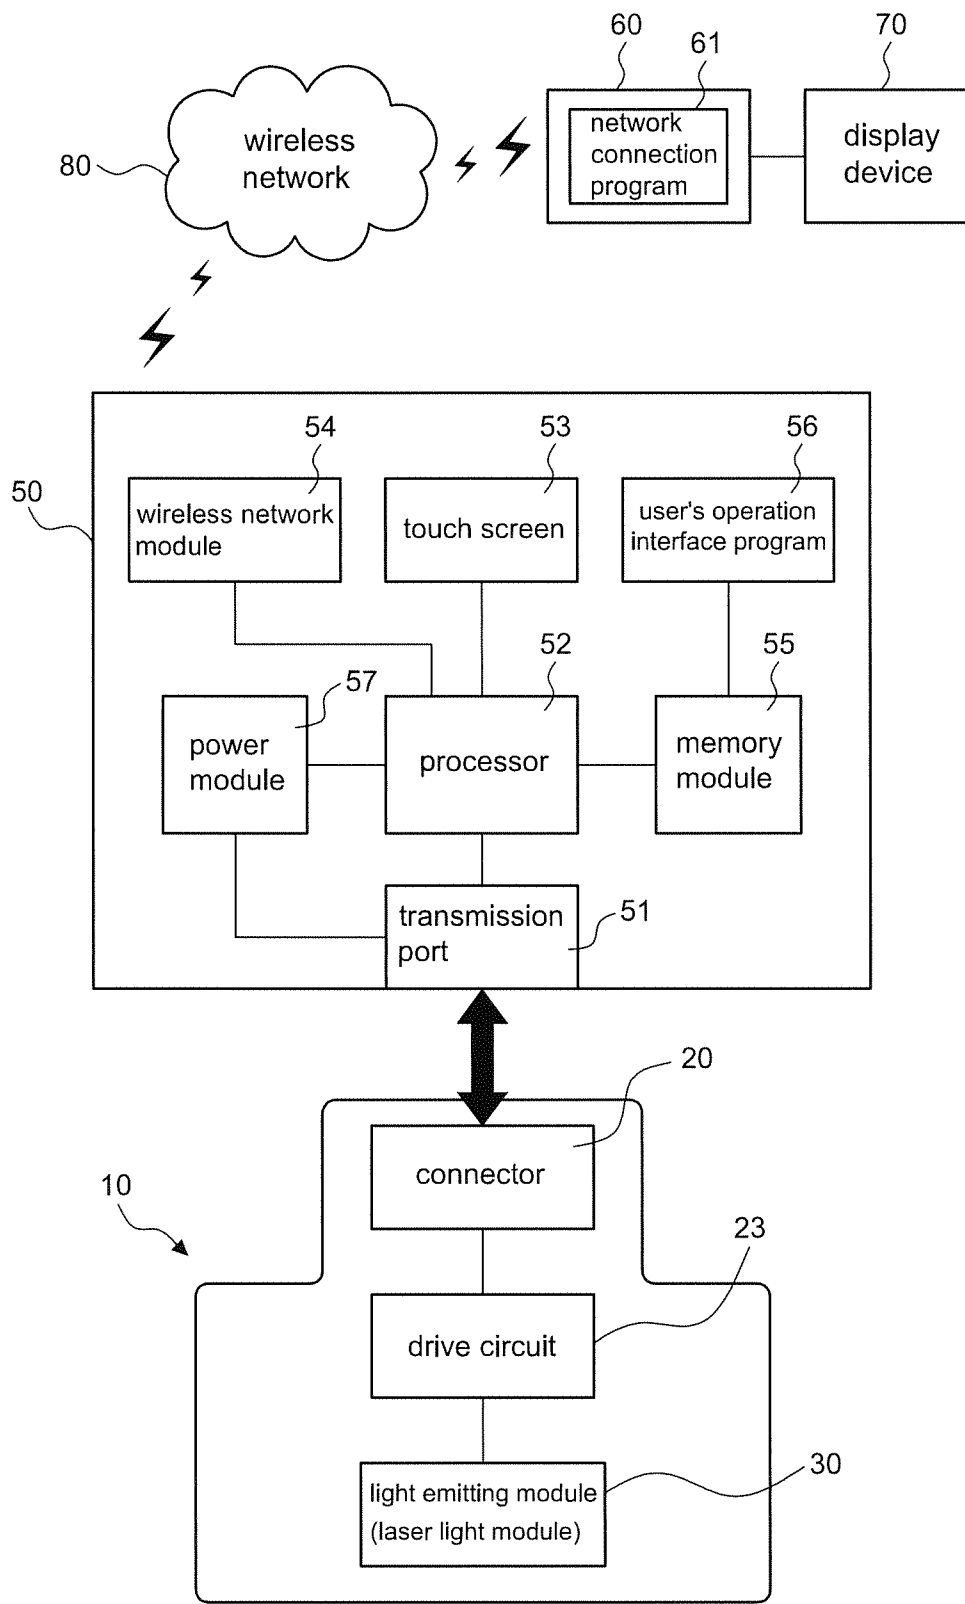 60
61
70
wireless
network
80
network
connection
program
display
device
50
54
wireless network
module
53
touch screen
56
user's operation
interface program
57
power
module
52
processor
55
memory
module
transmission
port
51
20
connector
10
23
drive circuit
30
light emitting module
(laser light module)